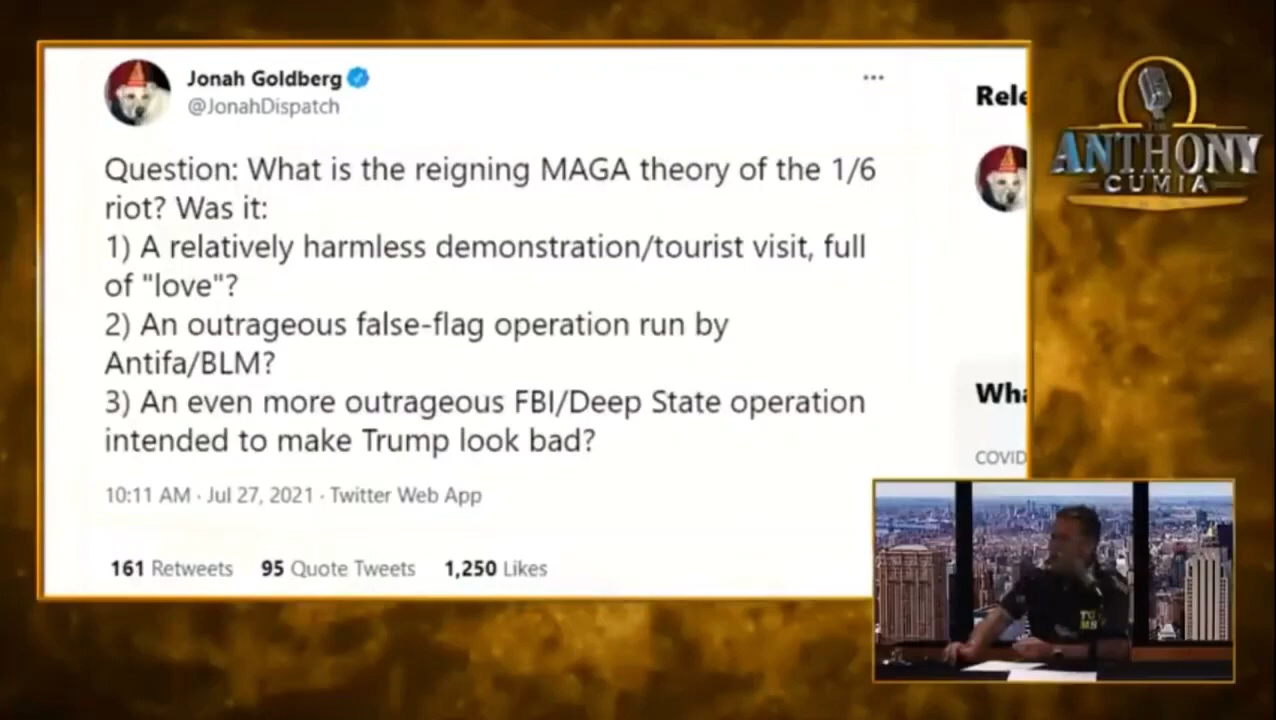 Jonah Goldberg
@JonahDispatch
Question: What is the reigning MAGA theory of the 1/6
riot? Was it:
1) A relatively harmless demonstration/tourist visit, full
of "love"?
2) An outrageous false-flag operation run by
Antifa/BLM?
3) An even more outrageous FBI/Deep State operation
intended to make Trump look bad?
10:11 AM · Jul 27, 2021 · Twitter Web App
161 Retweets 95 Quote Tweets 1,250 Likes
Rele
Wha
COVID
THE
ANTHONY
CUMIA